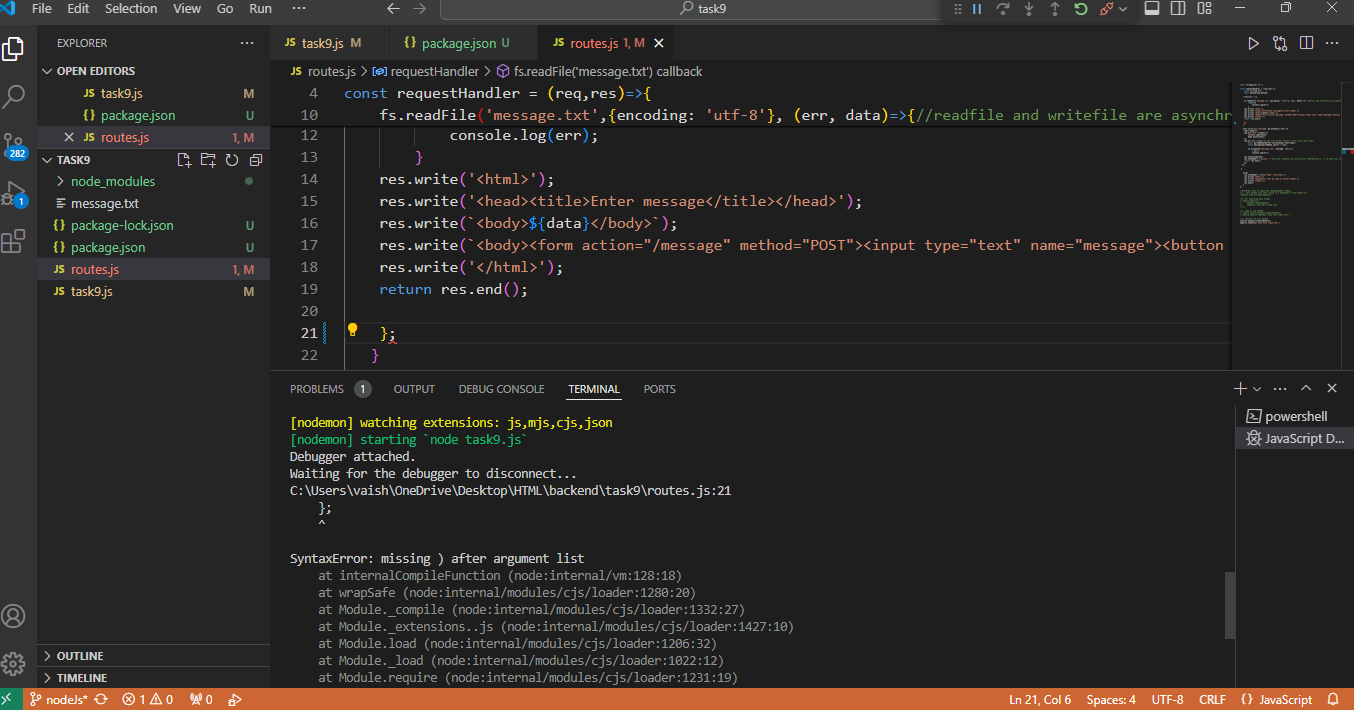 File Edit Selection View Go Run ··· ← → task9
EXPLORER ···
JS task9.js M {} package.json U JS routes.js 1, M ×
OPEN EDITORS
JS task9.js M
{} package.json U
× JS routes.js 1, M
TASK9
node_modules
message.txt
{} package-lock.json U
{} package.json U
JS routes.js 1, M
JS task9.js M
282
1
OUTLINE
TIMELINE
JS routes.js > requestHandler > fs.readFile('message.txt') callback
4 const requestHandler = (req,res)=>{
10 fs.readFile('message.txt',{encoding: 'utf-8'}, (err, data)=>{//readfile and writefile are asynchr
12 console.log(err);
13 }
14 res.write('<html>');
15 res.write('<head><title>Enter message</title></head>');
16 res.write(`<body>${data}</body>`);
17 res.write(`<body><form action="/message" method="POST"><input type="text" name="message"><button
18 res.write('</html>');
19 return res.end();
20
21 };
22 }
PROBLEMS 1 OUTPUT DEBUG CONSOLE TERMINAL PORTS
powershell
JavaScript D...
[nodemon] watching extensions: js,mjs,cjs,json
[nodemon] starting `node task9.js`
Debugger attached.
Waiting for the debugger to disconnect...
C:\Users\vaish\OneDrive\Desktop\HTML\backend\task9\routes.js:21
};
^
SyntaxError: missing ) after argument list
at internalCompileFunction (node:internal/vm:128:18)
at wrapSafe (node:internal/modules/cjs/loader:1280:20)
at Module._compile (node:internal/modules/cjs/loader:1332:27)
at Module._extensions..js (node:internal/modules/cjs/loader:1427:10)
at Module.load (node:internal/modules/cjs/loader:1206:32)
at Module._load (node:internal/modules/cjs/loader:1022:12)
at Module.require (node:internal/modules/cjs/loader:1231:19)
nodeJs* 1 0 0 Ln 21, Col 6 Spaces: 4 UTF-8 CRLF {} JavaScript